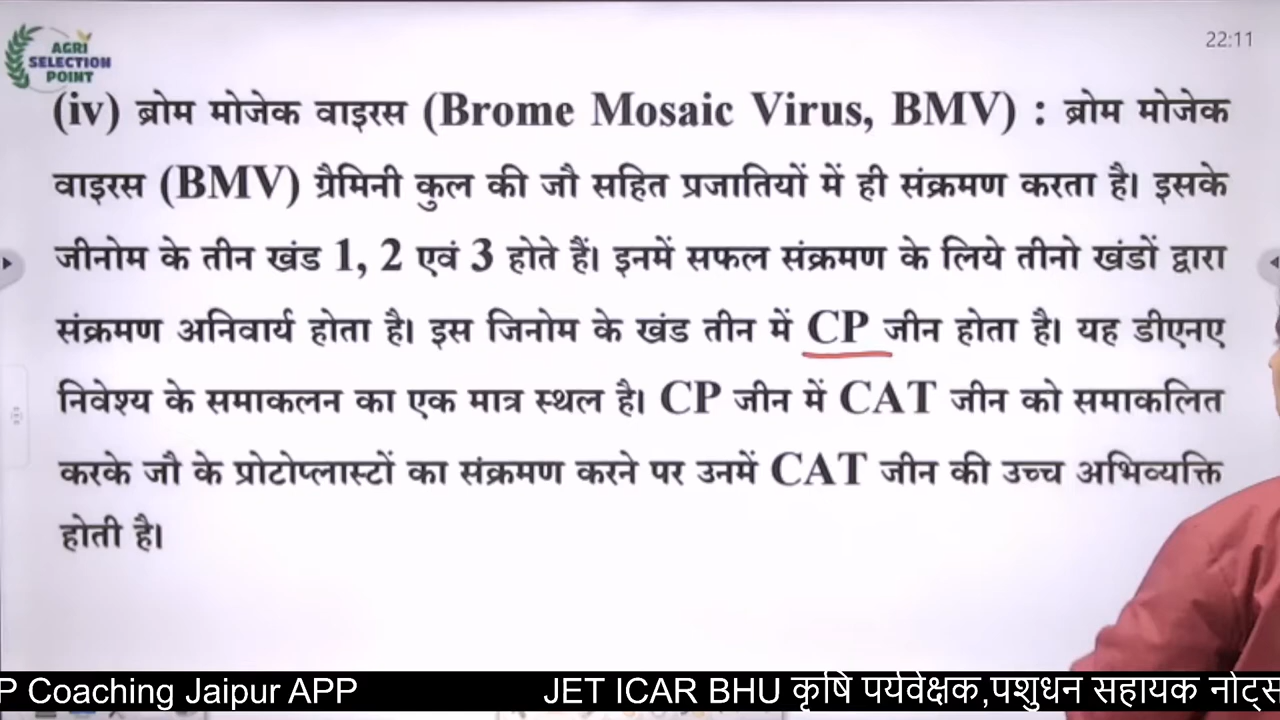 AGRI
SELECTION
POINT
22:11
(iv) ब्रोम मोजेक वाइरस (Brome Mosaic Virus, BMV) : ब्रोम मोजेक
वाइरस (BMV) ग्रैमिनी कुल की जौ सहित प्रजातियों में ही संक्रमण करता है। इसके
जीनोम के तीन खंड 1, 2 एवं 3 होते हैं। इनमें सफल संक्रमण के लिये तीनो खंडों द्वारा
संक्रमण अनिवार्य होता है। इस जिनोम के खंड तीन में CP जीन होता है। यह डीएनए
निवेश्य के समाकलन का एक मात्र स्थल है। CP जीन में CAT जीन को समाकलित
करके जौ के प्रोटोप्लास्टों का संक्रमण करने पर उनमें CAT जीन की उच्च अभिव्यक्ति
होती है।
P Coaching Jaipur APP JET ICAR BHU कृषि पर्यवेक्षक,पशुधन सहायक नोट्स